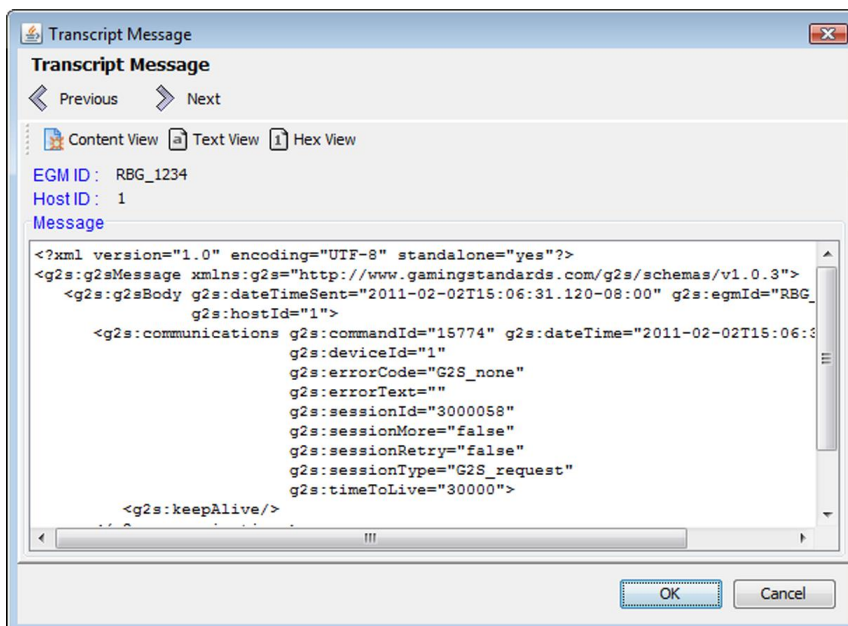 Transcript Message
Transcript Message
Previous Next
Content View a Text View 1 Hex View
EGM ID : RBG_1234
Host ID : 1
Message
<?xml version="1.0" encoding="UTF-8" standalone="yes"?>
<g2s:g2sMessage xmlns:g2s="http://www.gamingstandards.com/g2s/schemas/v1.0.3">
<g2s:g2sBody g2s:dateTimeSent="2011-02-02T15:06:31.120-08:00" g2s:egmId="RBG_
g2s:hostId="1">
<g2s:communications g2s:commandId="15774" g2s:dateTime="2011-02-02T15:06:3
g2s:deviceId="1"
g2s:errorCode="G2S_none"
g2s:errorText=""
g2s:sessionId="3000058"
g2s:sessionMore="false"
g2s:sessionRetry="false"
g2s:sessionType="G2S_request"
g2s:timeToLive="30000">
<g2s:keepAlive/>
OK Cancel